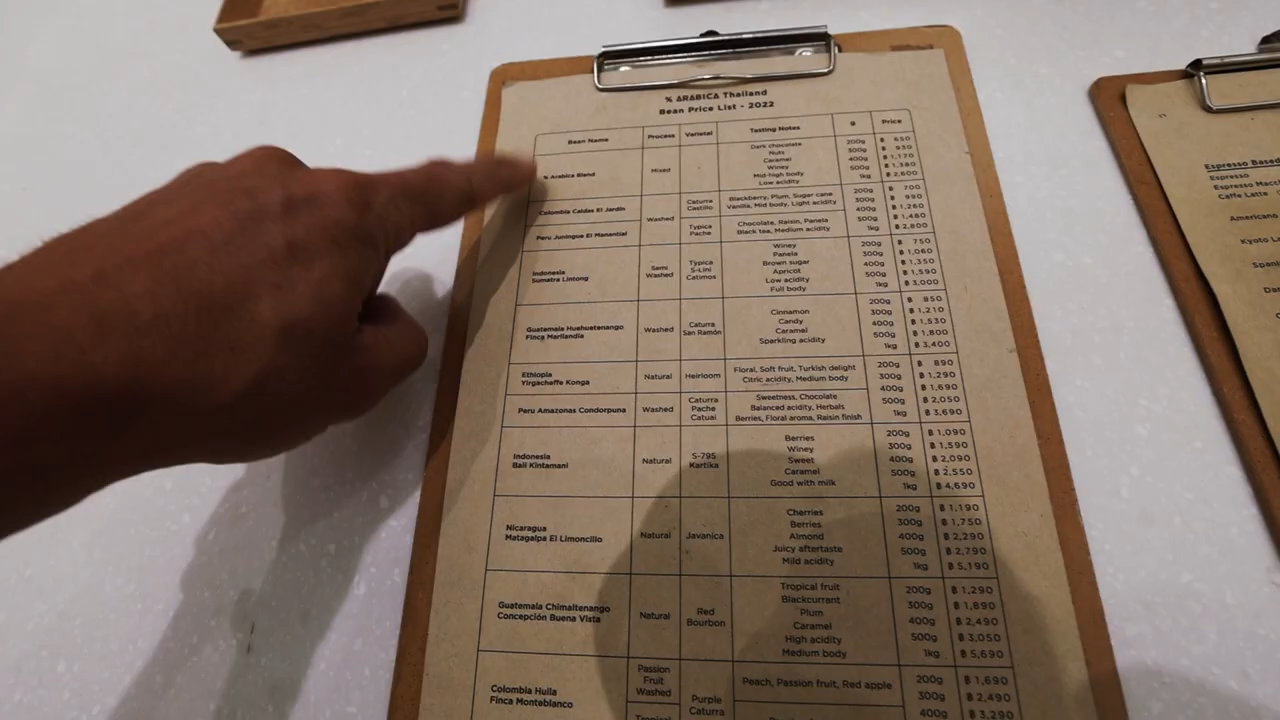 % ARABICA Thailand
Bean Price List - 2022
Bean Name Process Varietal Tasting Notes g Price
% Arabica Blend
Mixed
Dark chocolate
Nuts
Caramel
Winey
Mid-high body
Low acidity
200g ฿ 650
300g ฿ 930
400g ฿ 1,170
500g ฿ 1,380
1kg ฿ 2,600
Colombia Caldas El Jardin
Washed
Caturra
Castillo
Blackberry, Plum, Sugar cane
Vanilla, Mid body, Light acidity
Peru Juningue El Manantial
Typica
Pache
Chocolate, Raisin, Panela
Black tea, Medium acidity
200g ฿ 700
300g ฿ 990
400g ฿ 1,260
500g ฿ 1,480
1kg ฿ 2,800
Indonesia
Sumatra Lintong
Semi
Washed
Typica
S-Lini
Catimos
Winey
Panela
Brown sugar
Apricot
Low acidity
Full body
200g ฿ 750
300g ฿ 1,060
400g ฿ 1,350
500g ฿ 1,590
1kg ฿ 3,000
Guatemala Huehuetenango
Finca Marilandia
Washed
Caturra
San Ramón
Cinnamon
Candy
Caramel
Sparkling acidity
200g ฿ 850
300g ฿ 1,210
400g ฿ 1,530
500g ฿ 1,800
1kg ฿ 3,400
Ethiopia
Yirgacheffe Konga
Natural
Heirloom
Floral, Soft fruit, Turkish delight
Citric acidity, Medium body
Peru Amazonas Condorpuna
Washed
Caturra
Pache
Catuai
Sweetness, Chocolate
Balanced acidity, Herbals
Berries, Floral aroma, Raisin finish
200g ฿ 890
300g ฿ 1,290
400g ฿ 1,690
500g ฿ 2,050
1kg ฿ 3,690
Indonesia
Bali Kintamani
Natural
S-795
Kartika
Berries
Winey
Sweet
Caramel
Good with milk
200g ฿ 1,090
300g ฿ 1,590
400g ฿ 2,090
500g ฿ 2,550
1kg ฿ 4,690
Nicaragua
Matagalpa El Limoncillo
Natural
Javanica
Cherries
Berries
Almond
Juicy aftertaste
Mild acidity
200g ฿ 1,190
300g ฿ 1,750
400g ฿ 2,290
500g ฿ 2,790
1kg ฿ 5,190
Guatemala Chimaltenango
Concepción Buena Vista
Natural
Red
Bourbon
Tropical fruit
Blackcurrant
Plum
Caramel
High acidity
Medium body
200g ฿ 1,290
300g ฿ 1,890
400g ฿ 2,490
500g ฿ 3,050
1kg ฿ 5,690
Colombia Huila
Finca Monteblanco
Passion
Fruit
Washed
Purple
Caturra
Peach, Passion fruit, Red apple
200g ฿ 1,690
300g ฿ 2,490
400g ฿ 3,290
Espresso Based
Espresso
Espresso Macc
Caffe Latte
Americano
Kyoto L
Spani
Dar